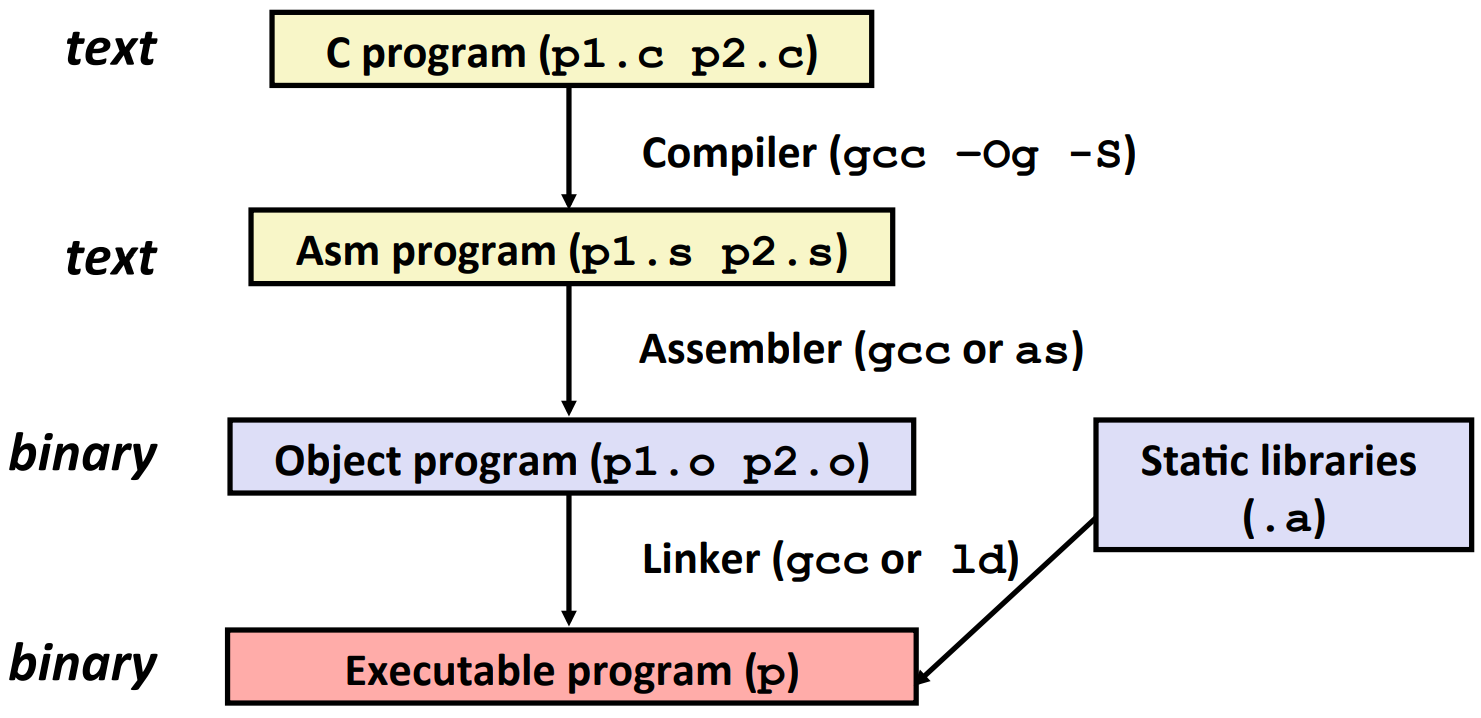 text
C program (p1.c p2.c)
Compiler (gcc –Og -S)
text
Asm program (p1.s p2.s)
Assembler (gcc or as)
binary
Object program (p1.o p2.o)
Static libraries
(.a)
Linker (gcc or ld)
binary
Executable program (p)